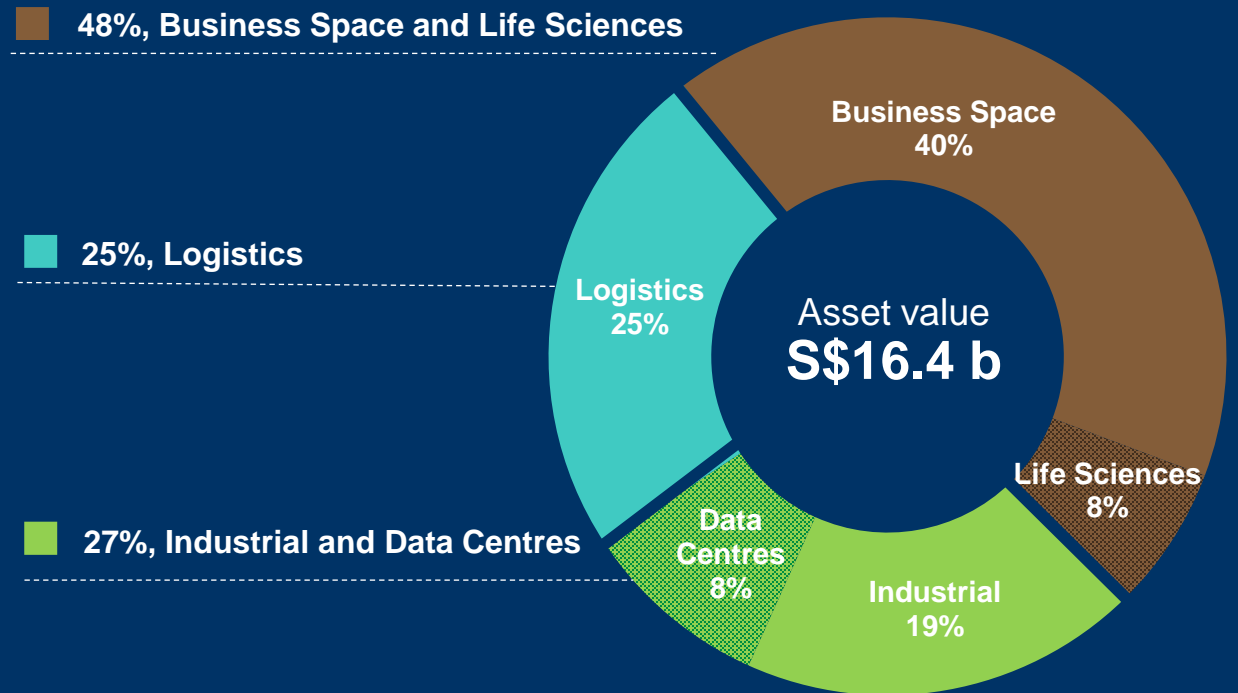 48%, Business Space and Life Sciences
Business Space
40%
25%, Logistics
Logistics
25%
Asset value
S$16.4 b
Life Sciences
8%
27%, Industrial and Data Centres
Data
Centres
8%
Industrial
19%